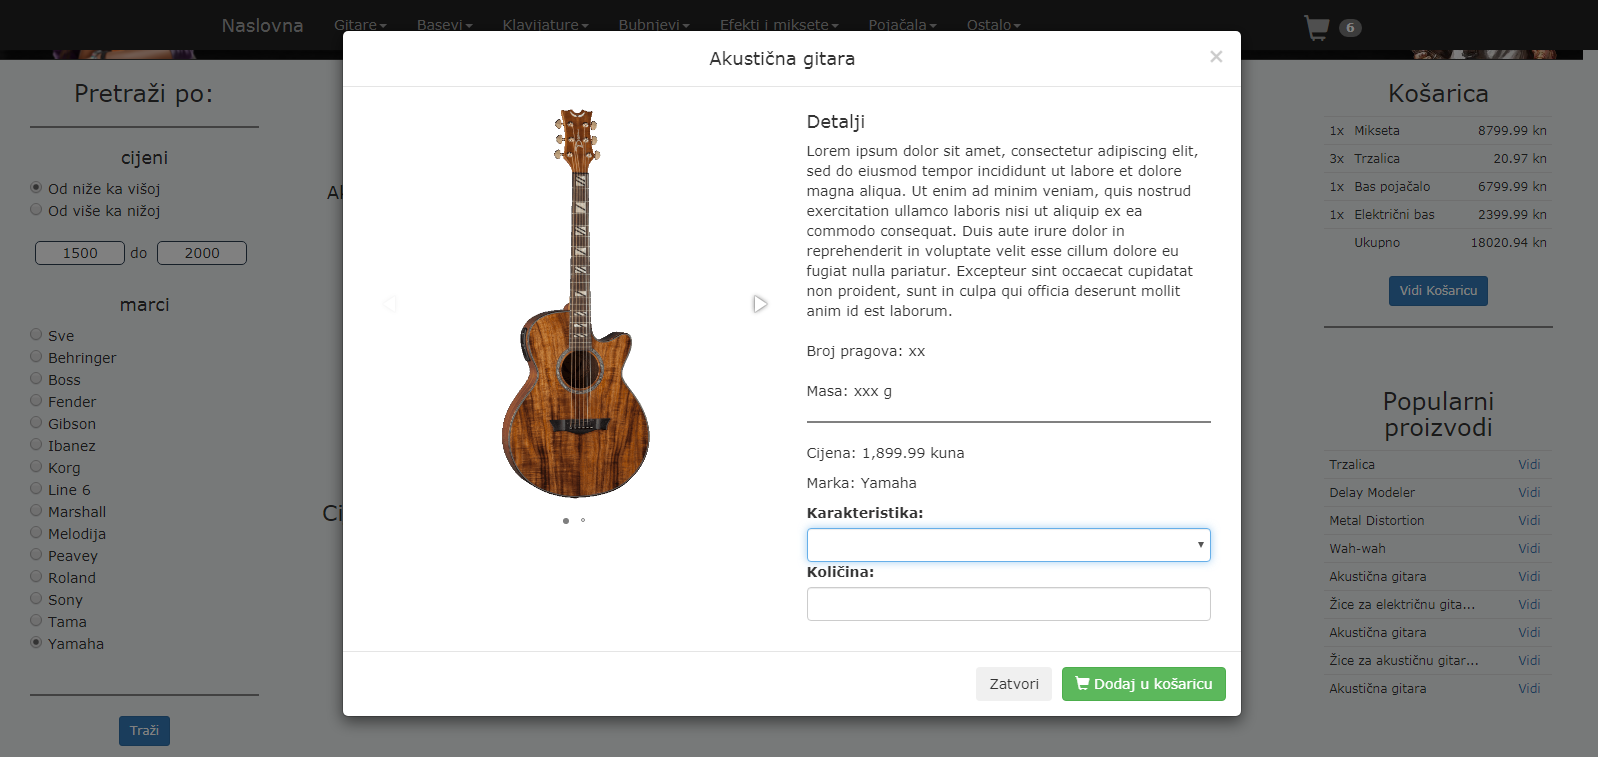 Naslovna Gitare Basevi Klavijature Bubnjevi Efekti i miksete Pojačala Ostalo 6
Pretraži po:
cijeni
Od niže ka višoj
Od više ka nižoj
1500 do 2000
marci
Sve
Behringer
Boss
Fender
Gibson
Ibanez
Korg
Line 6
Marshall
Melodija
Peavey
Roland
Sony
Tama
Yamaha
Traži
Akustična gitara ×
Detalji
Lorem ipsum dolor sit amet, consectetur adipiscing elit,
sed do eiusmod tempor incididunt ut labore et dolore
magna aliqua. Ut enim ad minim veniam, quis nostrud
exercitation ullamco laboris nisi ut aliquip ex ea
commodo consequat. Duis aute irure dolor in
reprehenderit in voluptate velit esse cillum dolore eu
fugiat nulla pariatur. Excepteur sint occaecat cupidatat
non proident, sunt in culpa qui officia deserunt mollit
anim id est laborum.
Broj pragova: xx
Masa: xxx g
Cijena: 1,899.99 kuna
Marka: Yamaha
Karakteristika:
Količina:
Zatvori Dodaj u košaricu
Košarica
1x Mikseta 8799.99 kn
3x Trzalica 20.97 kn
1x Bas pojačalo 6799.99 kn
1x Električni bas 2399.99 kn
Ukupno 18020.94 kn
Vidi Košaricu
Popularni
proizvodi
Trzalica Vidi
Delay Modeler Vidi
Metal Distortion Vidi
Wah-wah Vidi
Akustična gitara Vidi
Žice za električnu gita... Vidi
Akustična gitara Vidi
Žice za akustičnu gitar... Vidi
Akustična gitara Vidi